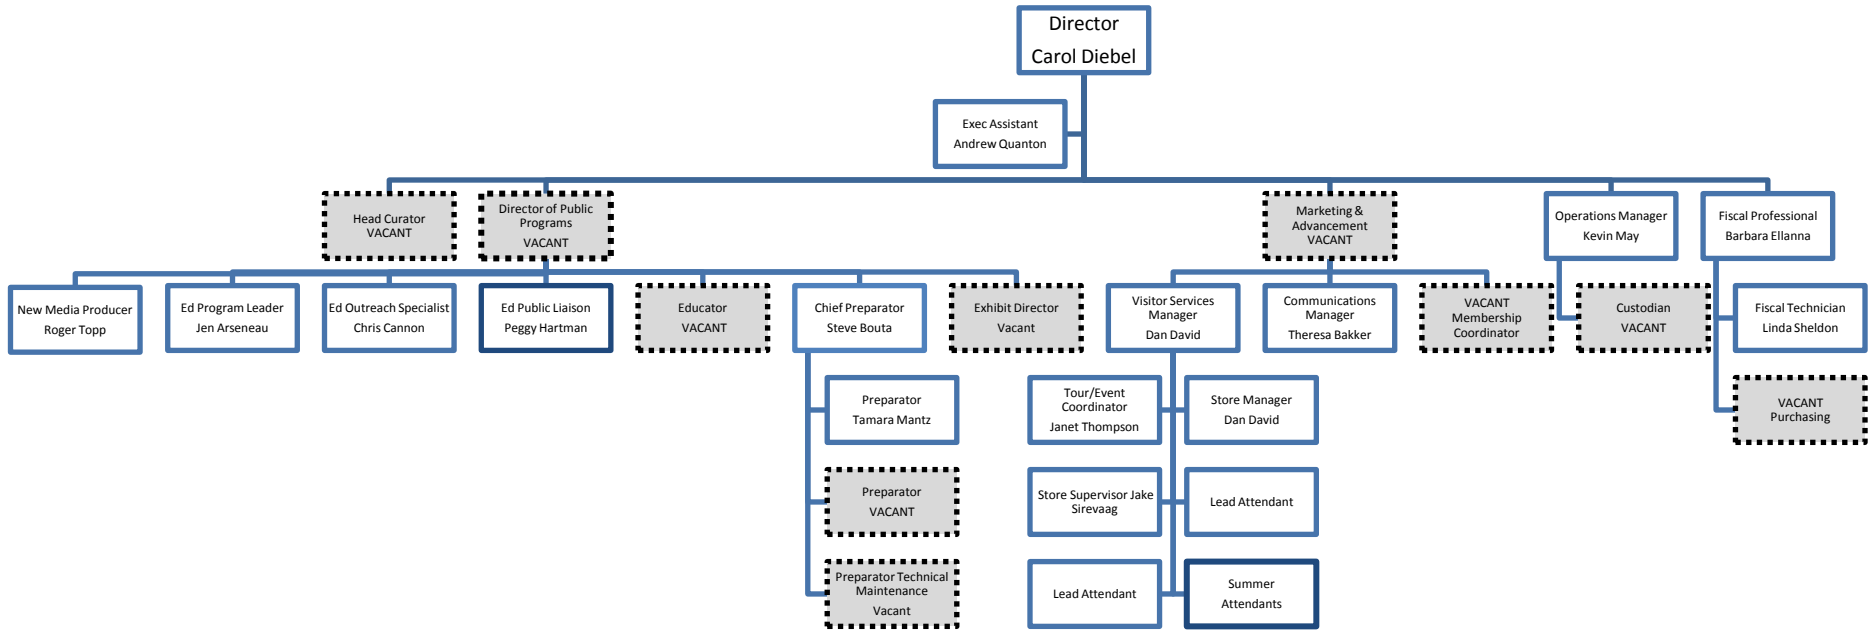 Director
Carol Diebel
Exec Assistant
Andrew Quanton
Head Curator
VACANT
Director of Public
Programs
VACANT
Marketing &
Advancement
VACANT
Operations Manager
Kevin May
Fiscal Professional
Barbara Ellanna
New Media Producer
Roger Topp
Ed Program Leader
Jen Arseneau
Ed Outreach Specialist
Chris Cannon
Ed Public Liaison
Peggy Hartman
Educator
VACANT
Chief Preparator
Steve Bouta
Exhibit Director
Vacant
Visitor Services
Manager
Dan David
Communications
Manager
Theresa Bakker
VACANT
Membership
Coordinator
Custodian
VACANT
Fiscal Technician
Linda Sheldon
Preparator
Tamara Mantz
Tour/Event
Coordinator
Janet Thompson
Store Manager
Dan David
VACANT
Purchasing
Preparator
VACANT
Store Supervisor Jake
Sirevaag
Lead Attendant
Preparator Technical
Maintenance
Vacant
Lead Attendant
Summer
Attendants